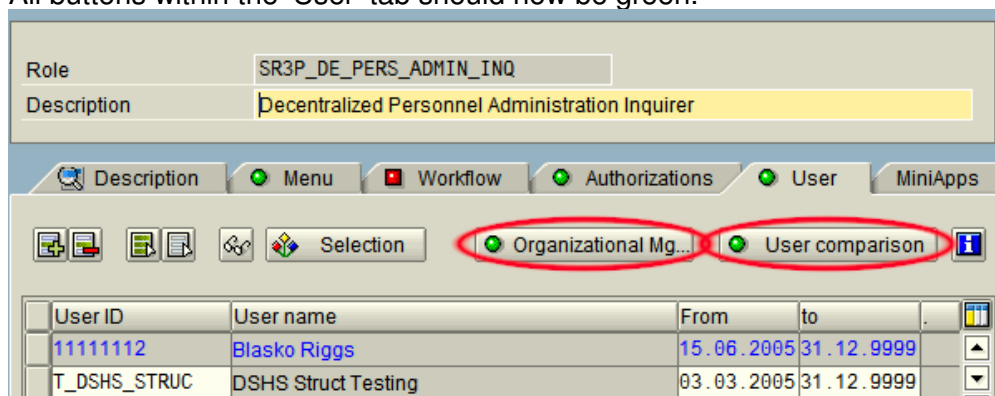 All buttons within the 'User' tab should now be green.
Role SR3P_DE_PERS_ADMIN_INQ
Description Decentralized Personnel Administration Inquirer
Description Menu Workflow Authorizations User MiniApps
Selection Organizational Mg... User comparison
User ID User name From to .
11111112 Blasko Riggs 15.06.2005 31.12.9999
T_DSHS_STRUC DSHS Struct Testing 03.03.2005 31.12.9999